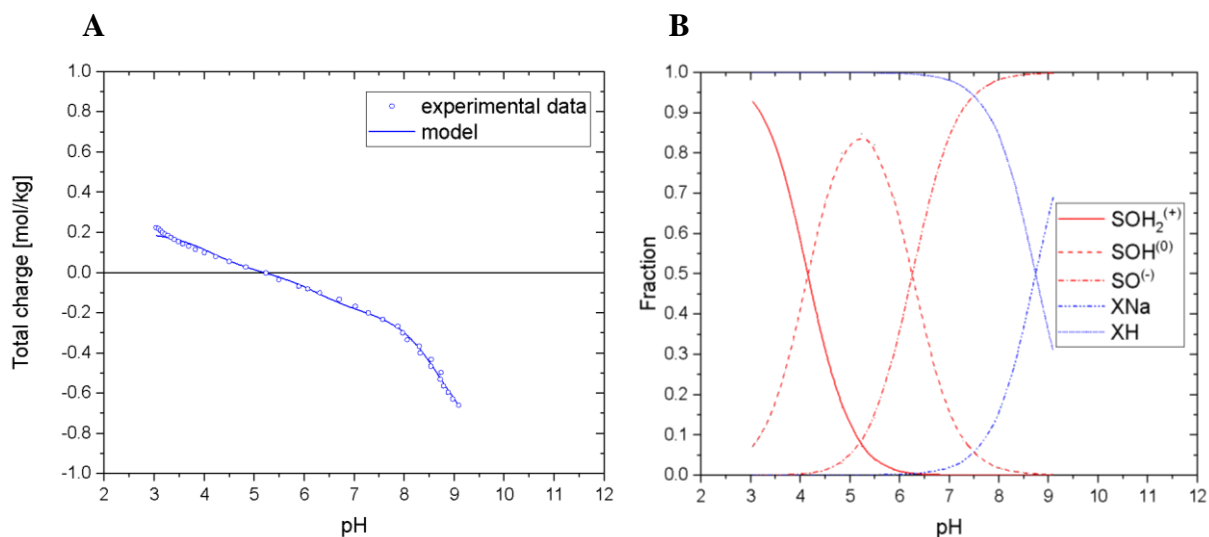 A
B
experimental data
model
Total charge [mol/kg]
1.0
0.8
0.6
0.4
0.2
0.0
-0.2
-0.4
-0.6
-0.8
-1.0
2 3 4 5 6 7 8 9 10 11 12
pH
SOH₂⁽⁺⁾
SOH⁽⁰⁾
SO⁽⁻⁾
XNa
XH
Fraction
1.0
0.9
0.8
0.7
0.6
0.5
0.4
0.3
0.2
0.1
0.0
2 3 4 5 6 7 8 9 10 11 12
pH